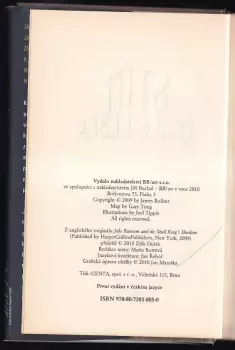 Vydalo nakladatelství BB/art s.r.o.
ve spolupráci s nakladatelstvím Jiří Buchal – BB/art v roce 2010
Bořivojova 75, Praha 3
Copyright © 2009 by James Rollins
Map by Gary Tong
Illustrations by Joel Tippie
All rights reserved.
Z anglického originálu Jake Ransom and the Skull King's Shadow
(Published by HarperCollinsPublishers, New York, 2009)
přeložil © 2010 Zdík Dušek
Redakce textu: Marta
Jazyková korektura: Jan Řehoř
Grafická úprava obálky © 2010 Jan Matoška
Tisk: CENTA, spol. s r. o., Vídeňská 113, Brno
První vydání v českém jazyce
ISBN 978-80-7381-805-0